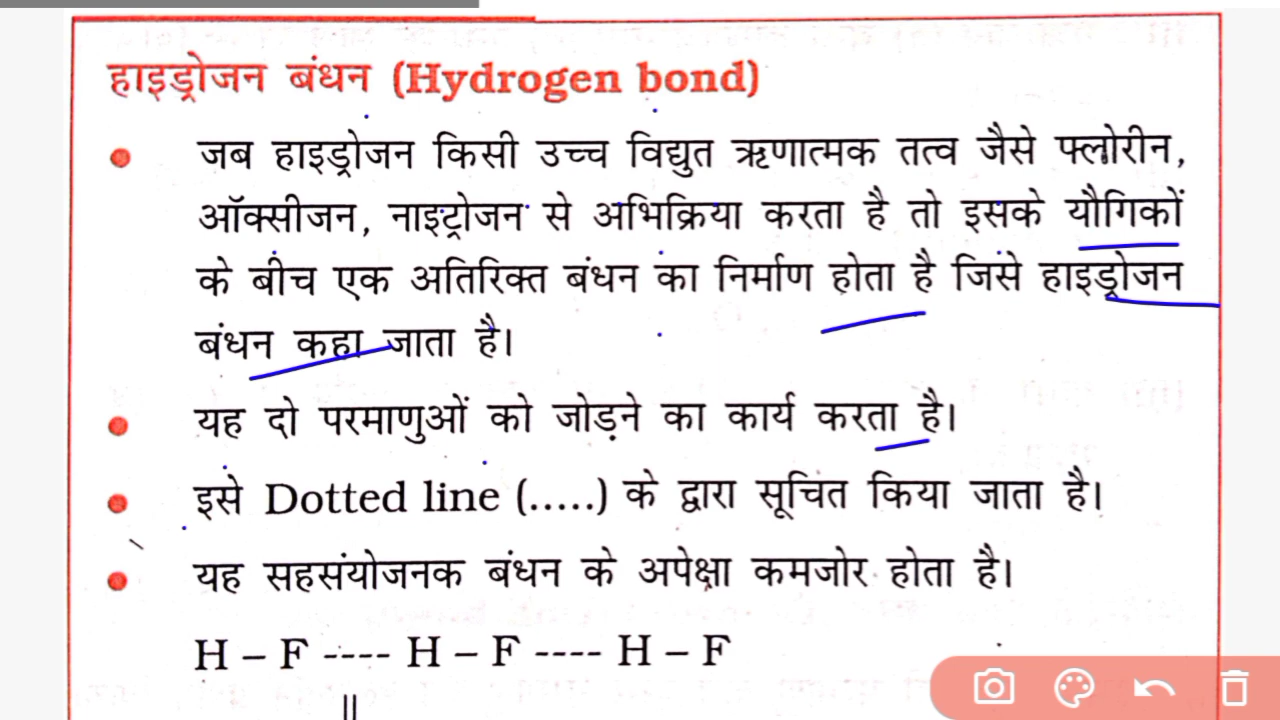 हाइड्रोजन बंधन (Hydrogen bond)
जब हाइड्रोजन किसी उच्च विद्युत ऋणात्मक तत्व जैसे फ्लोरीन,
ऑक्सीजन, नाइट्रोजन से अभिक्रिया करता है तो इसके यौगिकों
के बीच एक अतिरिक्त बंधन का निर्माण होता है जिसे हाइड्रोजन
बंधन कहा जाता है।
यह दो परमाणुओं को जोड़ने का कार्य करता है।
इसे Dotted line (.....) के द्वारा सूचित किया जाता है।
यह सहसंयोजनक बंधन के अपेक्षा कमजोर होता है।
H – F ---- H – F ---- H – F